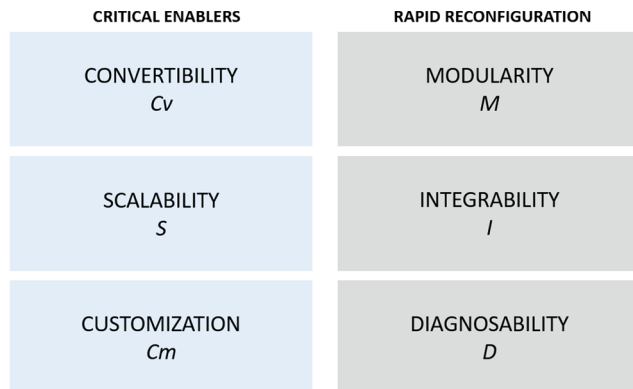 CRITICAL ENABLERS
RAPID RECONFIGURATION
CONVERTIBILITY
Cv
MODULARITY
M
SCALABILITY
S
INTEGRABILITY
I
CUSTOMIZATION
Cm
DIAGNOSABILITY
D